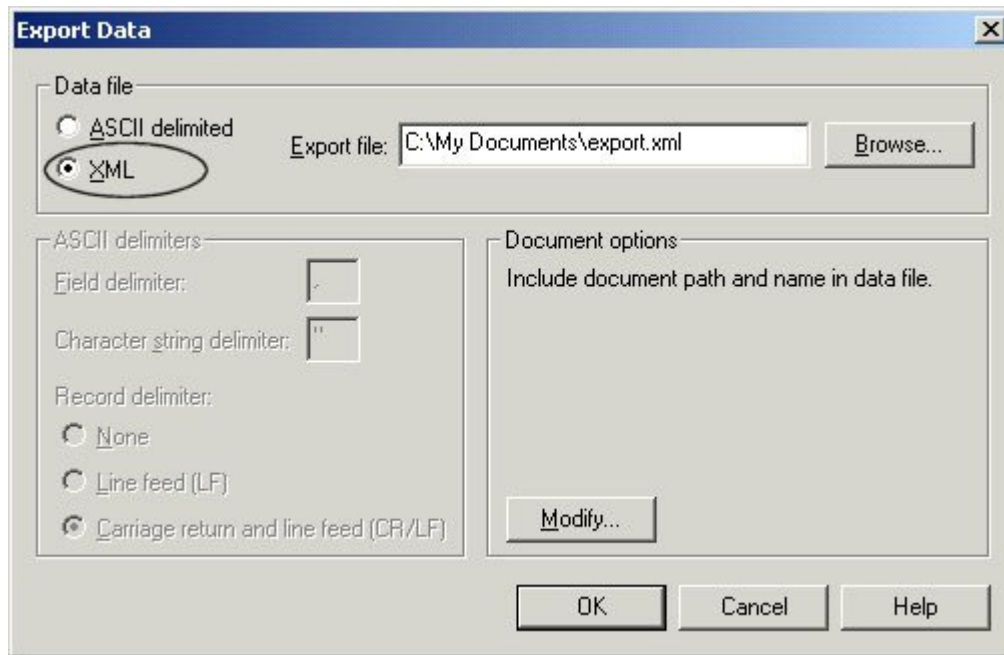 Export Data
Data file
ASCII delimited
XML
Export file:
C:\My Documents\export.xml
Browse...
ASCII delimiters
Field delimiter:
,
Character string delimiter:
"
Record delimiter:
None
Line feed (LF)
Carriage return and line feed (CR/LF)
Document options
Include document path and name in data file.
Modify...
OK
Cancel
Help